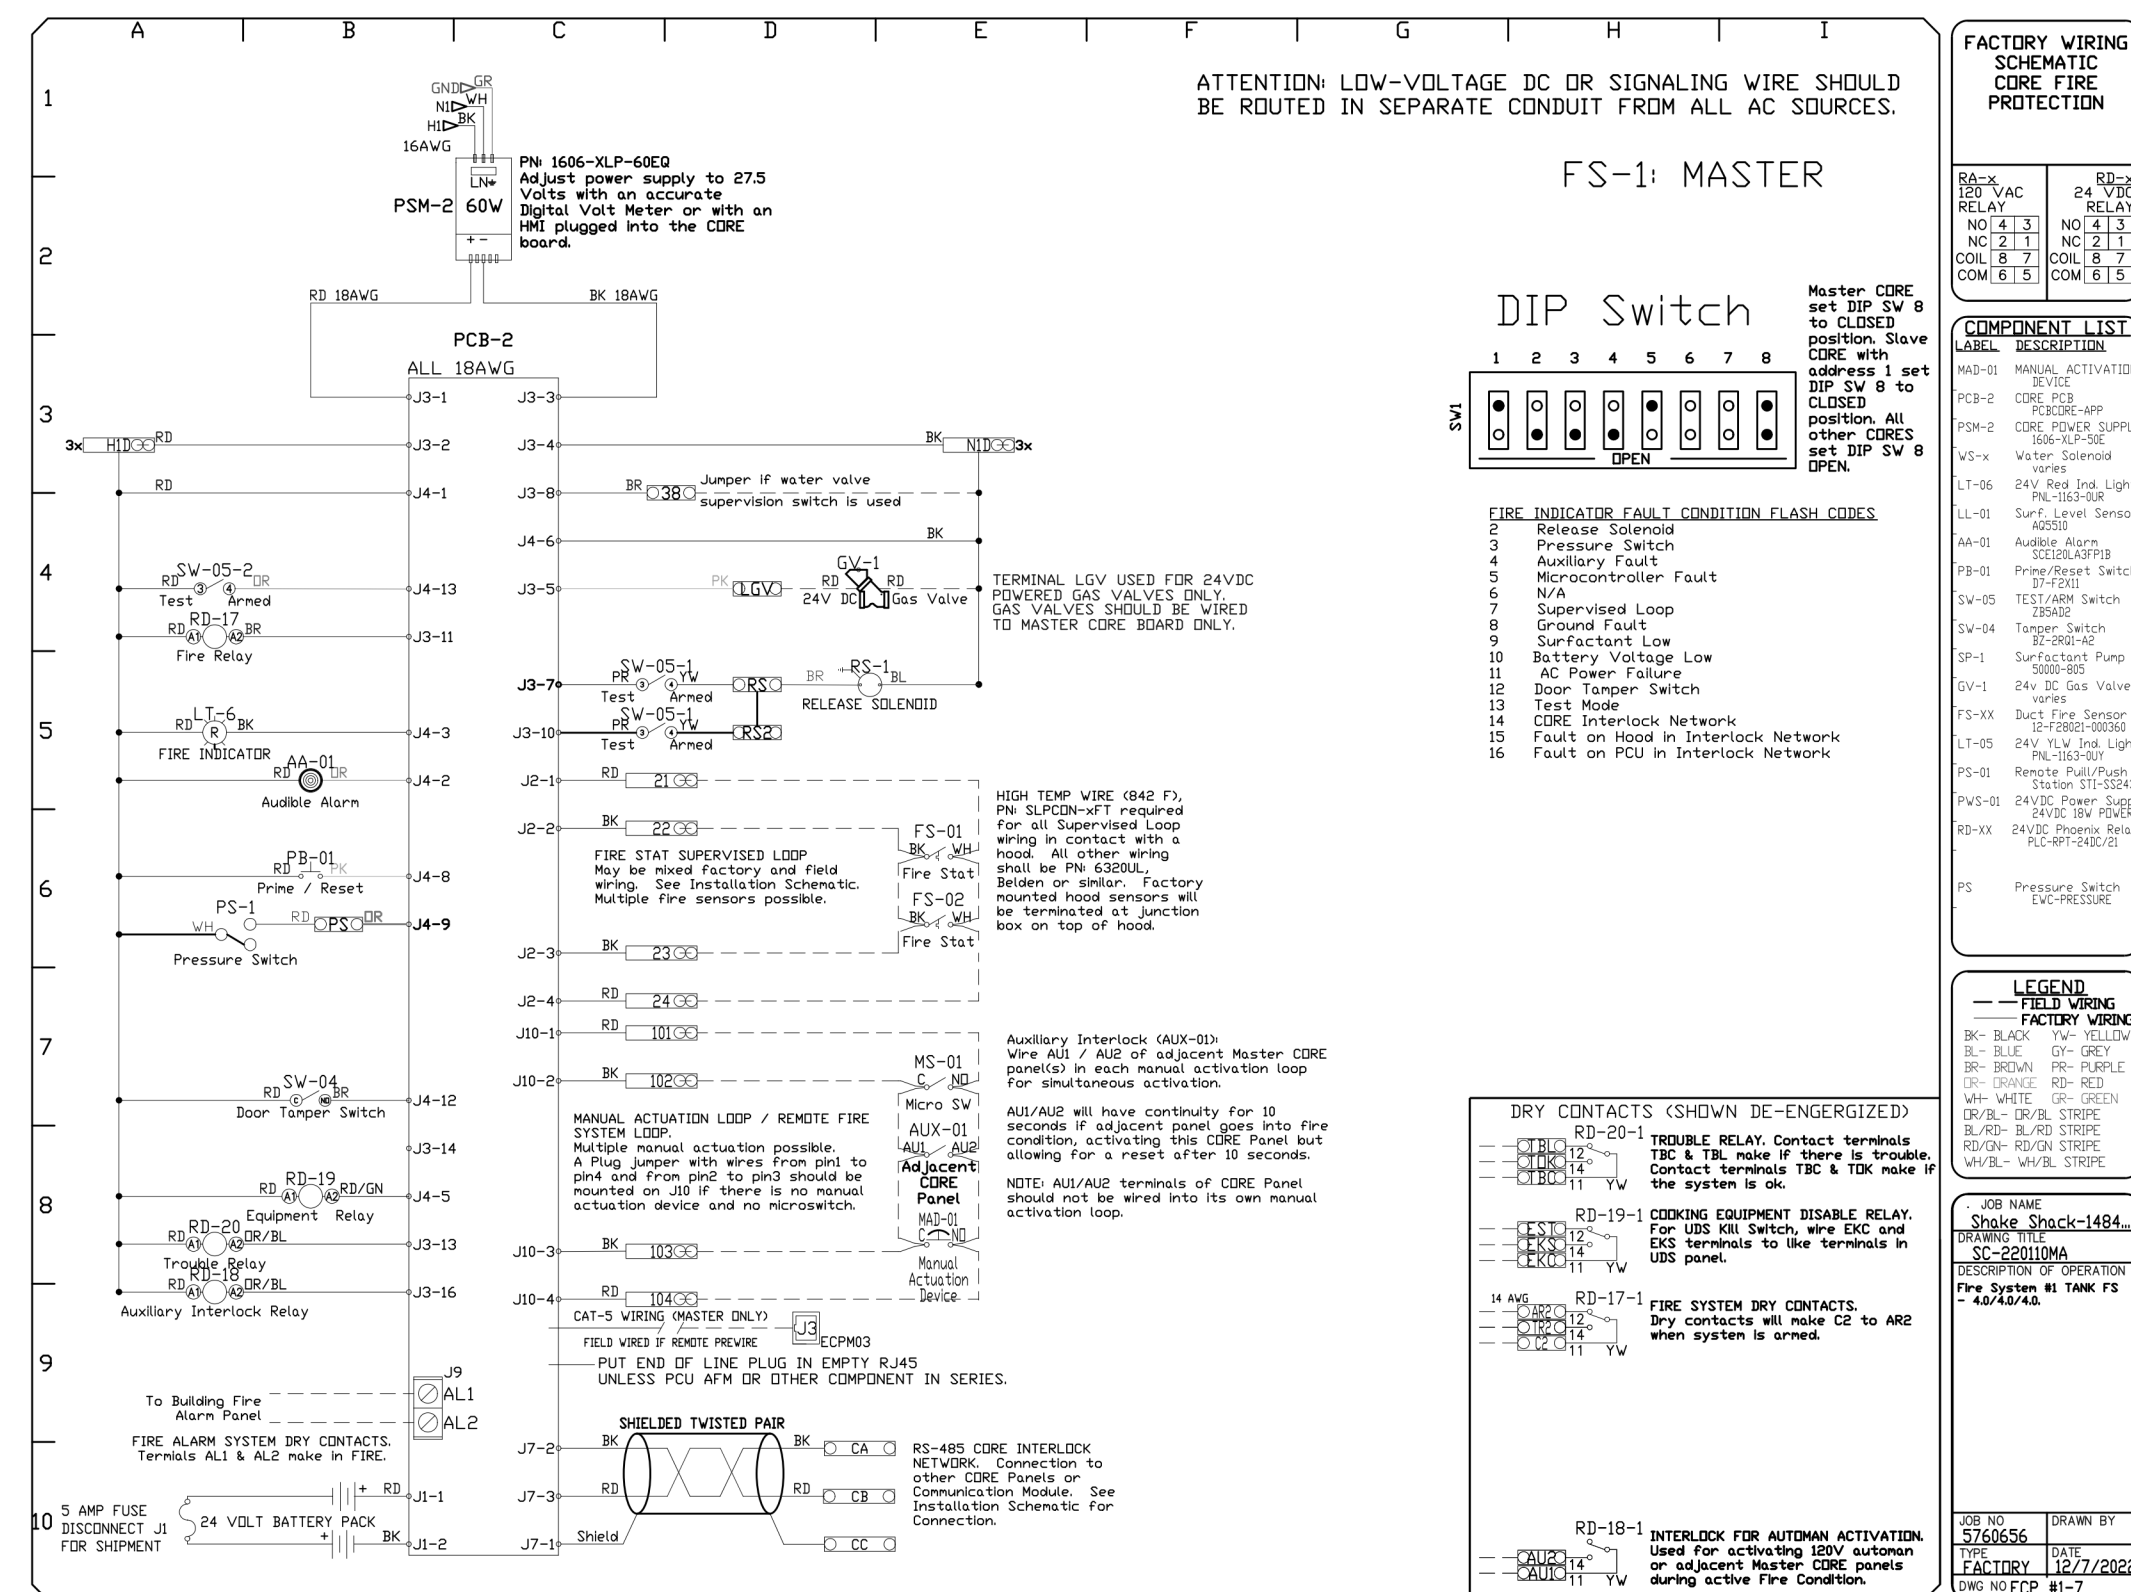 A B C D E F G H I
1
2
3
4
5
6
7
8
9
10
ATTENTION: LOW-VOLTAGE DC OR SIGNALING WIRE SHOULD
BE ROUTED IN SEPARATE CONDUIT FROM ALL AC SOURCES.
FS-1: MASTER
GND GR
N1 WH
H1 BK
16AWG
LN
PSM-2 60W
+ -
PN: 1606-XLP-60EQ
Adjust power supply to 27.5
Volts with an accurate
Digital Volt Meter or with an
HMI plugged into the CORE
board.
RD 18AWG
BK 18AWG
PCB-2
ALL 18AWG
J3-1
J3-3
3x H1D RD J3-2
J3-4 BK N1D 3x
RD J4-1
J3-8 BR 38 Jumper if water valve
supervision switch is used
J4-6 BK
SW-05-2
RD 3 4 OR J4-13
Test Armed
J3-5 PK LGV RD GV-1 RD
24V DC Gas Valve
TERMINAL LGV USED FOR 24VDC
POWERED GAS VALVES ONLY.
GAS VALVES SHOULD BE WIRED
TO MASTER CORE BOARD ONLY.
RD-17
RD A1 A2 BR J3-11
Fire Relay
SW-05-1
J3-7 PR 3 4 YW RS BR RS-1 BL
Test Armed
RELEASE SOLENOID
SW-05-1
J3-10 PR 3 4 YW RS2
Test Armed
LT-6
RD R BK J4-3
FIRE INDICATOR
AA-01
RD OR J4-2
Audible Alarm
J2-1 RD 21
J2-2 BK 22
FIRE STAT SUPERVISED LOOP
May be mixed factory and field
wiring. See Installation Schematic.
Multiple fire sensors possible.
FS-01
BK WH
Fire Stat
FS-02
BK WH
Fire Stat
HIGH TEMP WIRE (842 F),
PN: SLPCON-xFT required
for all Supervised Loop
wiring in contact with a
hood. All other wiring
shall be PN: 6320UL,
Belden or similar. Factory
mounted hood sensors will
be terminated at junction
box on top of hood.
PB-01
RD PK J4-8
Prime / Reset
PS-1
WH RD PS OR J4-9
Pressure Switch
J2-3 BK 23
J2-4 RD 24
J10-1 RD 101
J10-2 BK 102
MS-01
C NO
Micro SW
AUX-01
AU1 AU2
Adjacent
CORE
Panel
MAD-01
C NO
Manual
Actuation
Device
Auxiliary Interlock (AUX-01):
Wire AU1 / AU2 of adjacent Master CORE
panel(s) in each manual activation loop
for simultaneous activation.
AU1/AU2 will have continuity for 10
seconds if adjacent panel goes into fire
condition, activating this CORE Panel but
allowing for a reset after 10 seconds.
NOTE: AU1/AU2 terminals of CORE Panel
should not be wired into its own manual
activation loop.
SW-04
RD C NO BR J4-12
Door Tamper Switch
J3-14
MANUAL ACTUATION LOOP / REMOTE FIRE
SYSTEM LOOP.
Multiple manual actuation possible.
A Plug jumper with wires from pin1 to
pin4 and from pin2 to pin3 should be
mounted on J10 if there is no manual
actuation device and no microswitch.
RD-19
RD A1 A2 RD/GN J4-5
Equipment Relay
RD-20
RD A1 A2 OR/BL J3-13
Trouble Relay
RD-18
RD A1 A2 OR/BL J3-16
Auxiliary Interlock Relay
J10-3 BK 103
J10-4 RD 104
CAT-5 WIRING (MASTER ONLY)
J3
FIELD WIRED IF REMOTE PREWIRE ECPM03
PUT END OF LINE PLUG IN EMPTY RJ45
UNLESS PCU AFM OR OTHER COMPONENT IN SERIES.
J9
AL1
AL2
To Building Fire
Alarm Panel
FIRE ALARM SYSTEM DRY CONTACTS.
Termials AL1 & AL2 make in FIRE.
SHIELDED TWISTED PAIR
J7-2 BK BK CA
J7-3 RD RD CB
J7-1 Shield CC
RS-485 CORE INTERLOCK
NETWORK. Connection to
other CORE Panels or
Communication Module. See
Installation Schematic for
Connection.
+ RD J1-1
5 AMP FUSE
DISCONNECT J1
FOR SHIPMENT
24 VOLT BATTERY PACK
+ BK J1-2
DIP Switch
1 2 3 4 5 6 7 8
SW1
OPEN
Master CORE
set DIP SW 8
to CLOSED
position. Slave
CORE with
address 1 set
DIP SW 8 to
CLOSED
position. All
other CORES
set DIP SW 8
OPEN.
FIRE INDICATOR FAULT CONDITION FLASH CODES
2 Release Solenoid
3 Pressure Switch
4 Auxiliary Fault
5 Microcontroller Fault
6 N/A
7 Supervised Loop
8 Ground Fault
9 Surfactant Low
10 Battery Voltage Low
11 AC Power Failure
12 Door Tamper Switch
13 Test Mode
14 CORE Interlock Network
15 Fault on Hood in Interlock Network
16 Fault on PCU in Interlock Network
DRY CONTACTS (SHOWN DE-ENGERGIZED)
RD-20-1
TBL
TOK 12
TBC 14
11 YW
TROUBLE RELAY. Contact terminals
TBC & TBL make if there is trouble.
Contact terminals TBC & TOK make if
the system is ok.
RD-19-1
EST
EKS 12
EKC 14
11 YW
COOKING EQUIPMENT DISABLE RELAY.
For UDS Kill Switch, wire EKC and
EKS terminals to like terminals in
UDS panel.
14 AWG
RD-17-1
AR2
TR2 12
C2 14
11 YW
FIRE SYSTEM DRY CONTACTS.
Dry contacts will make C2 to AR2
when system is armed.
RD-18-1
AU2
AU1 14
11 YW
INTERLOCK FOR AUTOMAN ACTIVATION.
Used for activating 120V automan
or adjacent Master CORE panels
during active Fire Condition.
FACTORY WIRING
SCHEMATIC
CORE FIRE
PROTECTION
RA-x
120 VAC
RELAY
NO 4 3
NC 2 1
COIL 8 7
COM 6 5
RD-x
24 VDC
RELAY
NO 4 3
NC 2 1
COIL 8 7
COM 6 5
COMPONENT LIST
LABEL DESCRIPTION
MAD-01 MANUAL ACTIVATIO
DEVICE
PCB-2 CORE PCB
PCBCORE-APP
PSM-2 CORE POWER SUPPL
1606-XLP-50E
WS-x Water Solenoid
varies
LT-06 24V Red Ind. Ligh
PNL-1163-0UR
LL-01 Surf. Level Senso
AQ5510
AA-01 Audible Alarm
SCE120LA3FP1B
PB-01 Prime/Reset Switc
D7-F2X11
SW-05 TEST/ARM Switch
ZB5AD2
SW-04 Tamper Switch
BZ-2RQ1-A2
SP-1 Surfactant Pump
50000-805
GV-1 24v DC Gas Valve
varies
FS-XX Duct Fire Sensor
12-F28021-000360
LT-05 24V YLW Ind. Ligh
PNL-1163-0UY
PS-01 Remote Puill/Push
Station STI-SS24
PWS-01 24VDC Power Supp
24VDC 18W POWER
RD-XX 24VDC Phoenix Rela
PLC-RPT-24DC/21
PS Pressure Switch
EWC-PRESSURE
LEGEND
FIELD WIRING
FACTORY WIRING
BK- BLACK YW- YELLOW
BL- BLUE GY- GREY
BR- BROWN PR- PURPLE
OR- ORANGE RD- RED
WH- WHITE GR- GREEN
OR/BL- OR/BL STRIPE
BL/RD- BL/RD STRIPE
RD/GN- RD/GN STRIPE
WH/BL- WH/BL STRIPE
. JOB NAME
Shake Shack-1484...
DRAWING TITLE
SC-220110MA
DESCRIPTION OF OPERATION
Fire System #1 TANK FS
- 4.0/4.0/4.0.
JOB NO
5760656
DRAWN BY
TYPE
FACTORY
DATE
12/7/2022
DWG NO ECP #1-7